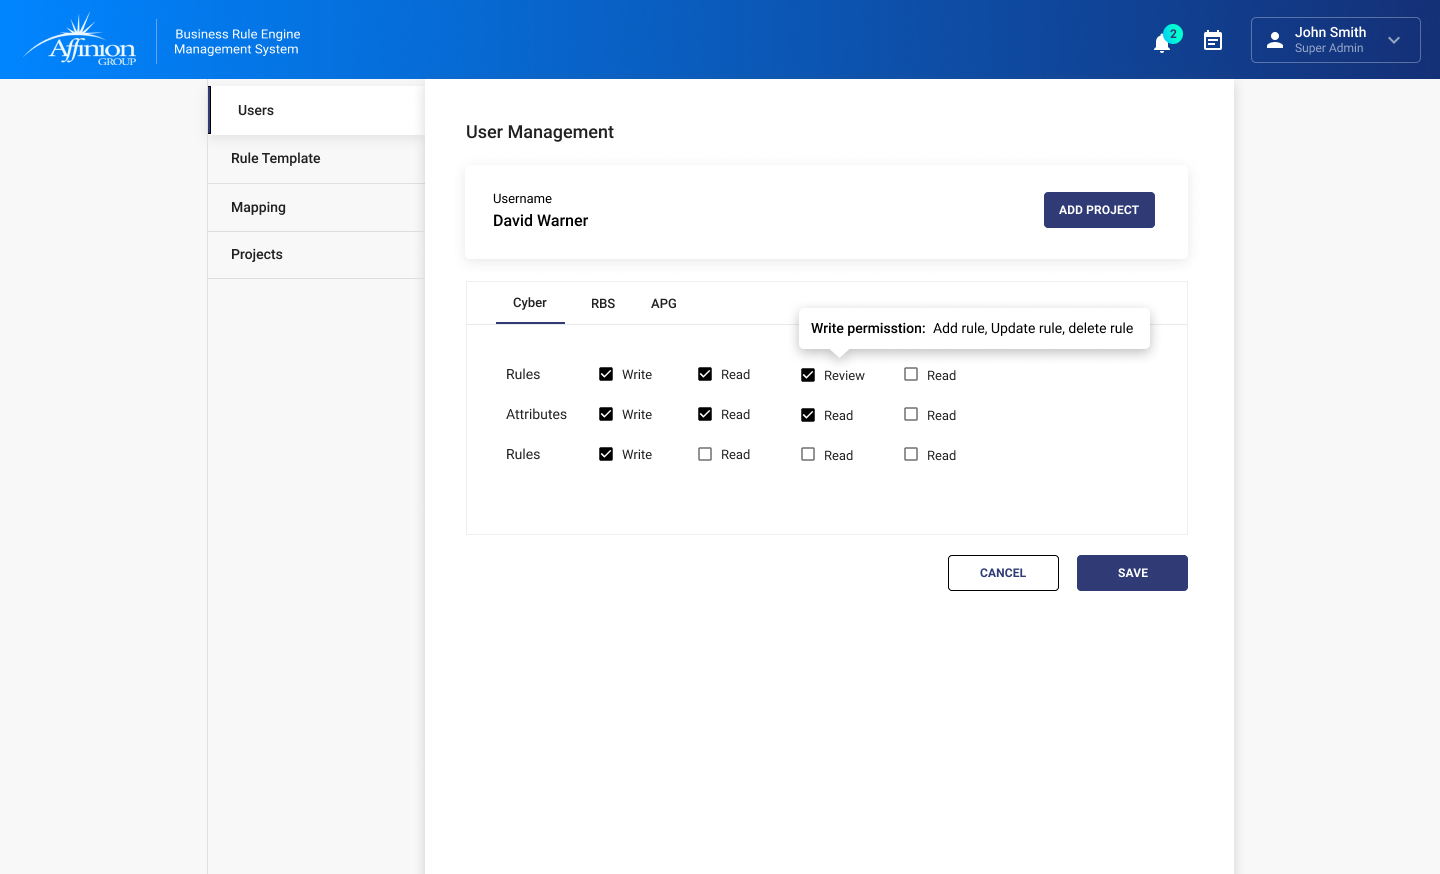 Affinion
GROUP
Business Rule Engine
Management System
2
John Smith
Super Admin
Users
Rule Template
Mapping
Projects
User Management
Username
David Warner
ADD PROJECT
Cyber RBS APG
Write permisstion: Add rule, Update rule, delete rule
Rules Write Read Review Read
Attributes Write Read Read Read
Rules Write Read Read Read
CANCEL SAVE